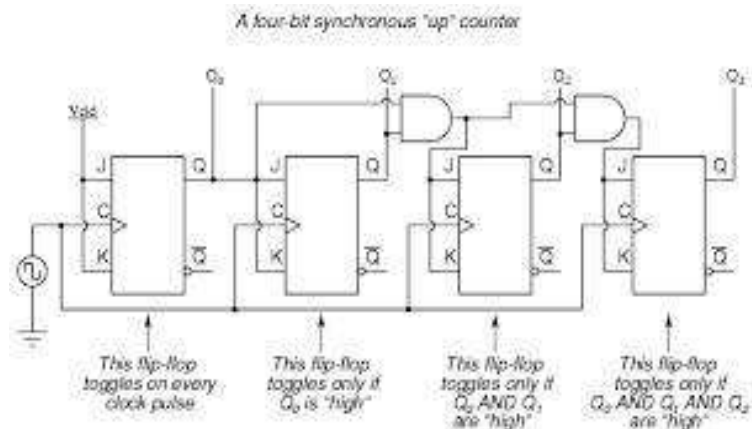 A four-bit synchronous "up" counter
Q0 Q1 Q2 Q3
Vdd
J Q J Q J Q J Q
C C C C
K Q K Q K Q K Q
This flip-flop
toggles on every
clock pulse
This flip-flop
toggles only if
Q0 is "high"
This flip-flop
toggles only if
Q0 AND Q1
are "high"
This flip-flop
toggles only if
Q0 AND Q1 AND Q2
are "high"